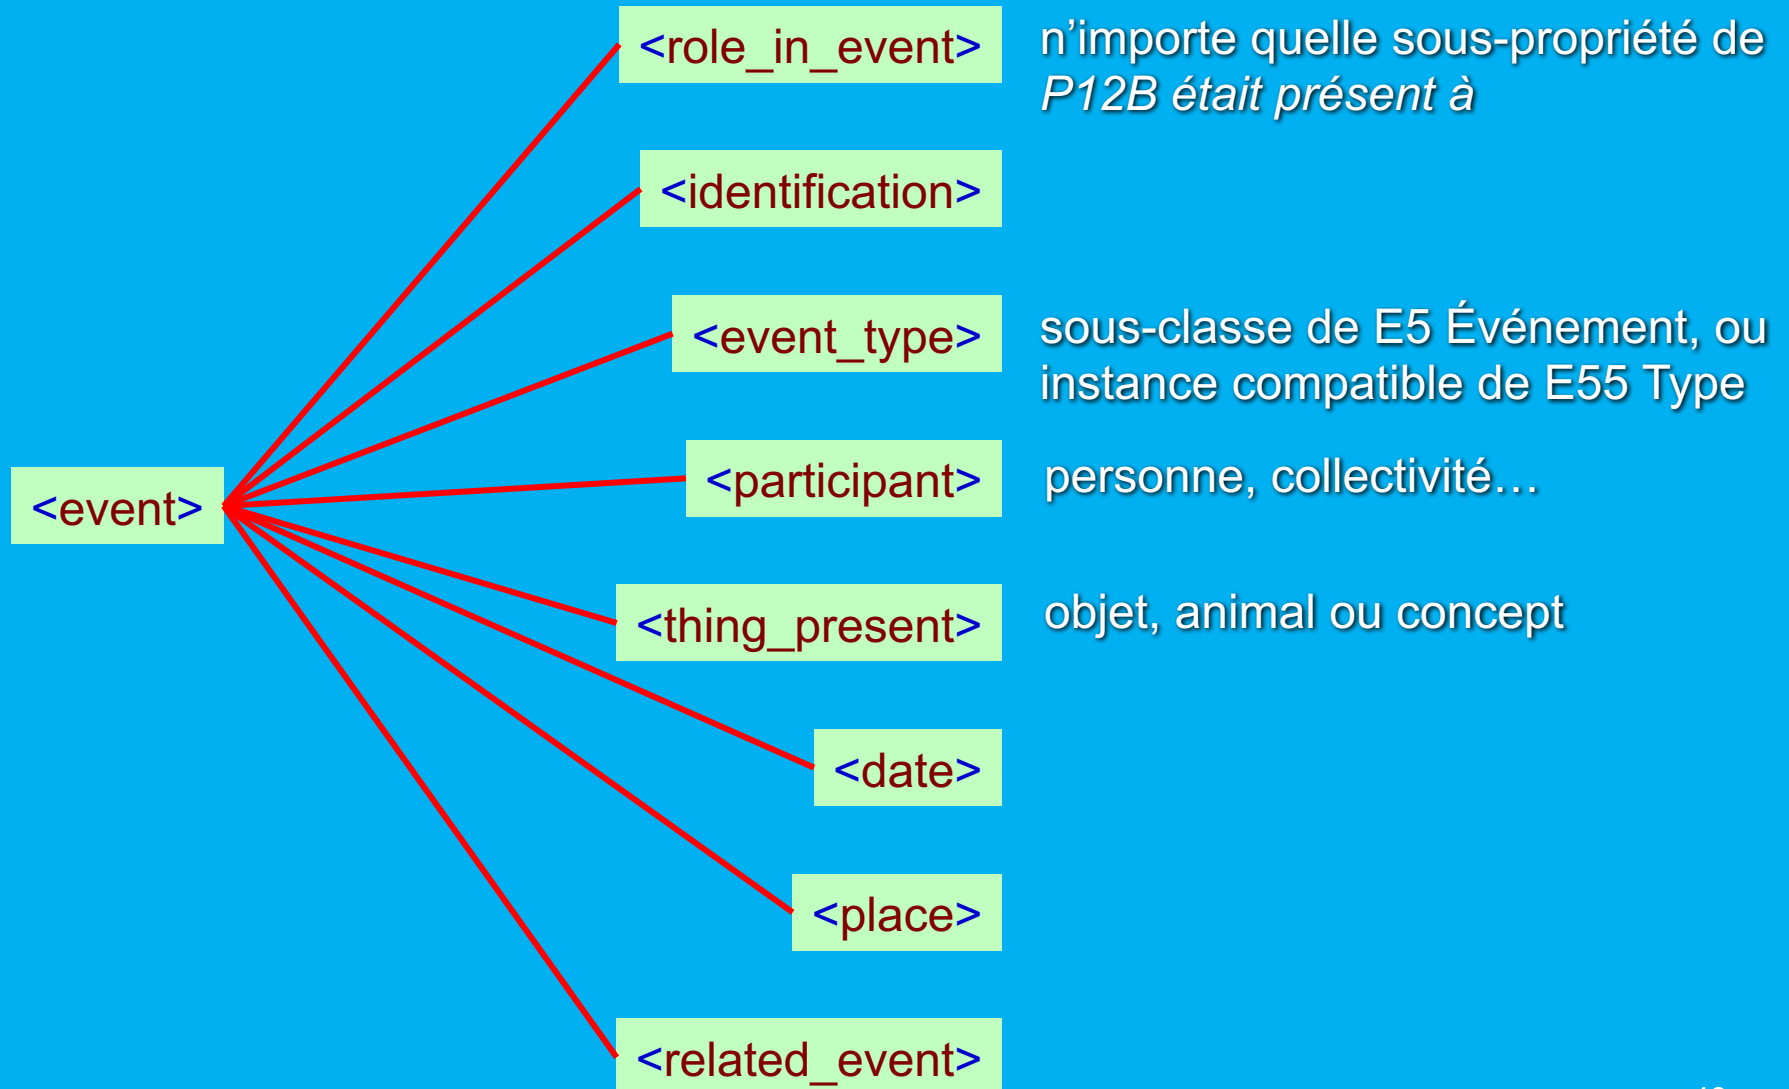 <role_in_event>
n’importe quelle sous-propriété de
P12B était présent à
<identification>
<event_type>
sous-classe de E5 Événement, ou
instance compatible de E55 Type
<participant>
personne, collectivité…
<event>
<thing_present>
objet, animal ou concept
<date>
<place>
<related_event>